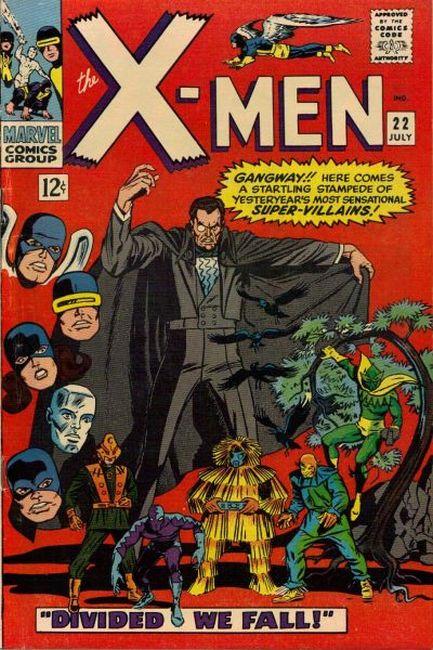 the
X-MEN
APPROVED
BY THE
COMICS
CODE
AUTHORITY
MARVEL
COMICS
GROUP
IND.
22
JULY
12¢
GANGWAY!! HERE COMES
A STARTLING STAMPEDE OF
YESTERYEAR'S MOST SENSATIONAL
SUPER-VILLAINS!
"DIVIDED WE FALL!"